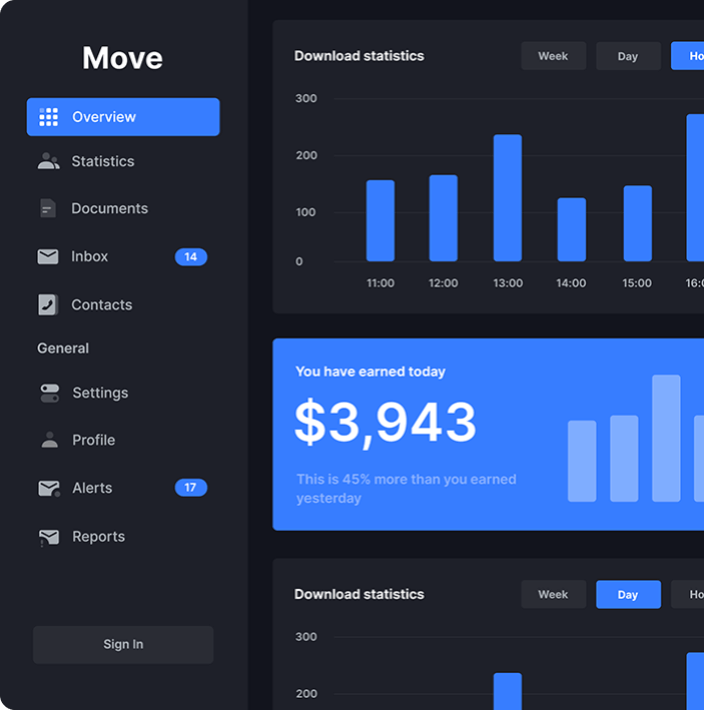 Move
Overview
Statistics
Documents
Inbox 14
Contacts
General
Settings
Profile
Alerts 17
Reports
Sign In
Download statistics Week Day Ho
300
200
100
0
11:00 12:00 13:00 14:00 15:00 16:0
You have earned today
$3,943
This is 45% more than you earned
yesterday
Download statistics Week Day Ho
300
200